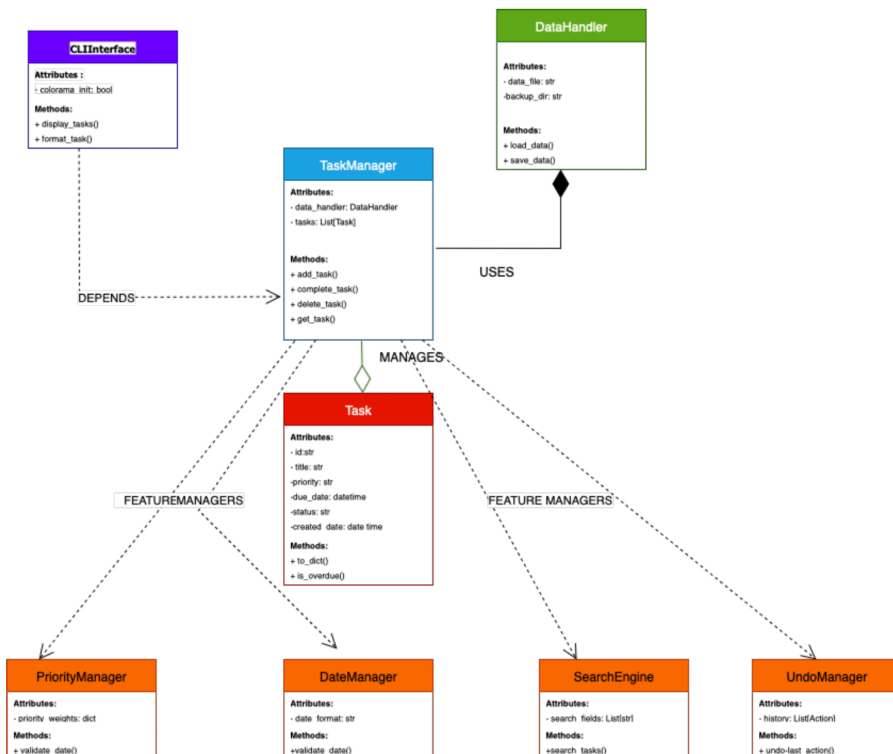 DataHandler
Attributes:
- data_file: str
-backup_dir: str
Methods:
+ load_data()
+ save_data()
CLIInterface
Attributes :
- colorama_init: bool
Methods:
+ display_tasks()
+ format_task()
TaskManager
Attributes:
- data_handler: DataHandler
- tasks: List[Task]
Methods:
+ add_task()
+ complete_task()
+ delete_task()
+ get_task()
USES
DEPENDS
MANAGES
Task
Attributes:
- id:str
- title: str
-priority: str
-due_date: datetime
-status: str
-created_date: date time
Methods:
+ to_dict()
+ is_overdue()
FEATUREMANAGERS
FEATURE MANAGERS
PriorityManager
Attributes:
- priority_weights: dict
Methods:
+ validate_date()
DateManager
Attributes:
- date_format: str
Methods:
+validate_date()
SearchEngine
Attributes:
- search_fields: List[str]
Methods:
+search_tasks()
UndoManager
Attributes:
- history: List[Action]
Methods:
+ undo-last_action()